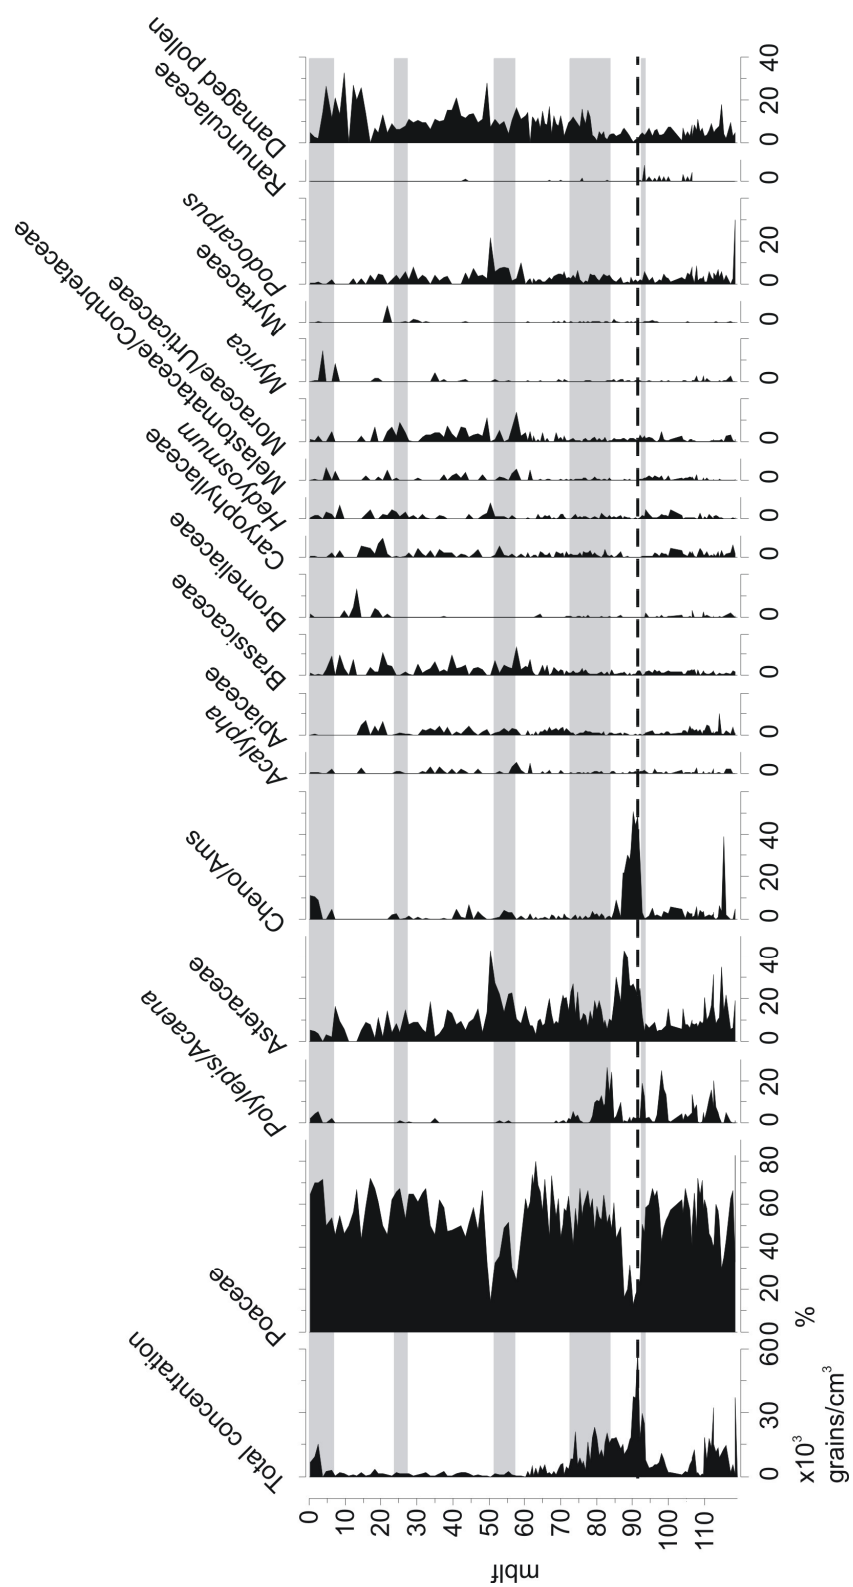 Total concentration
Poaceae
Polylepis/Acaena
Asteraceae
Cheno/Ams
Acalypha
Apiaceae
Brassicaceae
Bromeliaceae
Caryophyllaceae
Hedyosmum
Melastomataceae/Combretaceae
Moraceae/Urticaceae
Myrica
Myrtaceae
Podocarpus
Ranunculaceae
Damaged pollen
mblf
0
10
20
30
40
50
60
70
80
90
100
110
0 30 60 0 20 40 60 80 0 20 0 20 40 0 20 40 0 0 0 0 0 0 0 0 0 0 0 20 0 0 20 40
x10³ %
grains/cm³